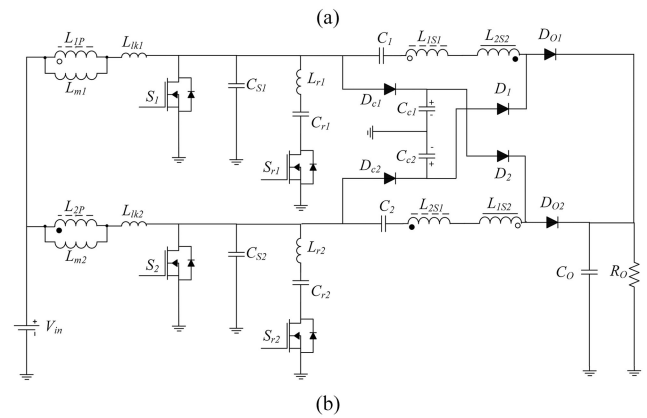 (a)
L1P
Llk1
C1
L1S1
L2S2
DO1
Lm1
S1
CS1
Lr1
Dc1
Cc1
+
-
D1
Cr1
Sr1
Dc2
Cc2
-
+
D2
L2P
Llk2
C2
L2S1
L1S2
DO2
Lm2
S2
CS2
Lr2
Cr2
CO
RO
Vin
+
-
Sr2
(b)